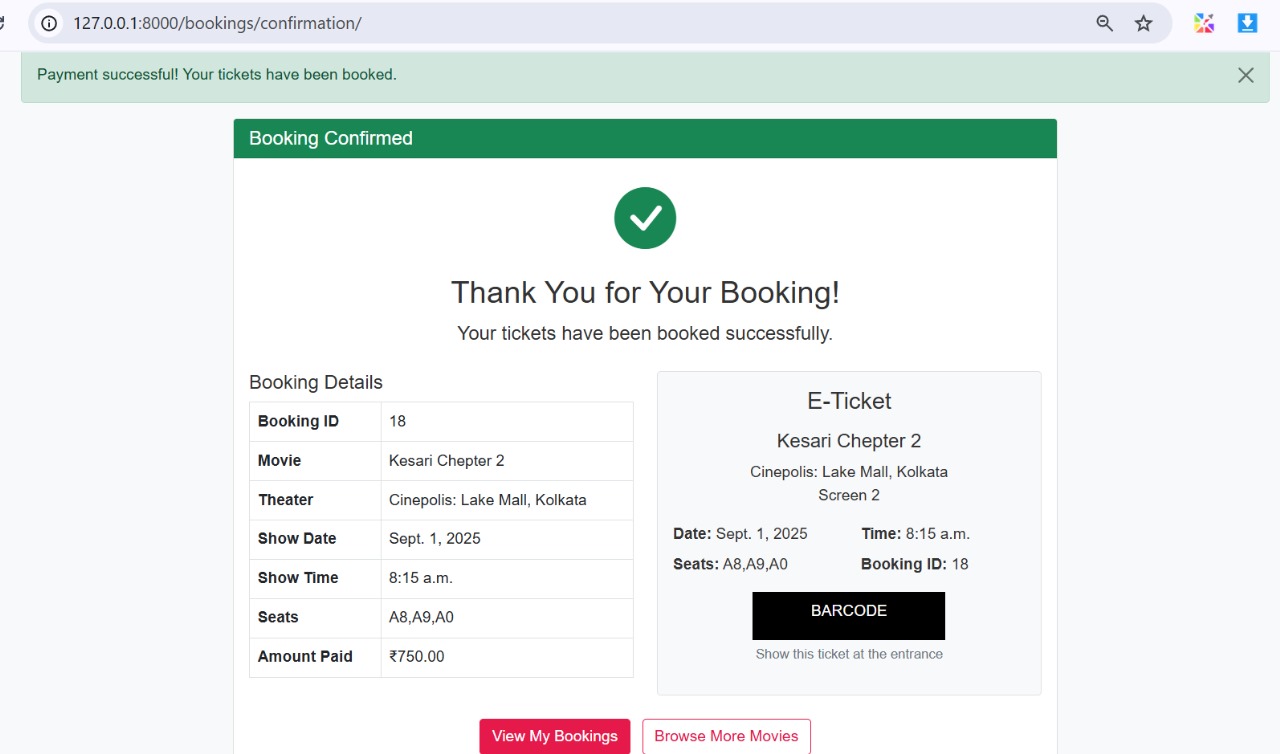 127.0.0.1:8000/bookings/confirmation/
Payment successful! Your tickets have been booked.
Booking Confirmed
Thank You for Your Booking!
Your tickets have been booked successfully.
Booking Details
Booking ID 18
Movie Kesari Chepter 2
Theater Cinepolis: Lake Mall, Kolkata
Show Date Sept. 1, 2025
Show Time 8:15 a.m.
Seats A8,A9,A0
Amount Paid ₹750.00
E-Ticket
Kesari Chepter 2
Cinepolis: Lake Mall, Kolkata
Screen 2
Date: Sept. 1, 2025 Time: 8:15 a.m.
Seats: A8,A9,A0 Booking ID: 18
BARCODE
Show this ticket at the entrance
View My Bookings Browse More Movies